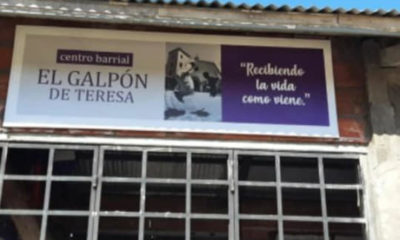 centro barrial
EL GALPÓN
DE TERESA
“Recibiendo
la vida
como viene.”